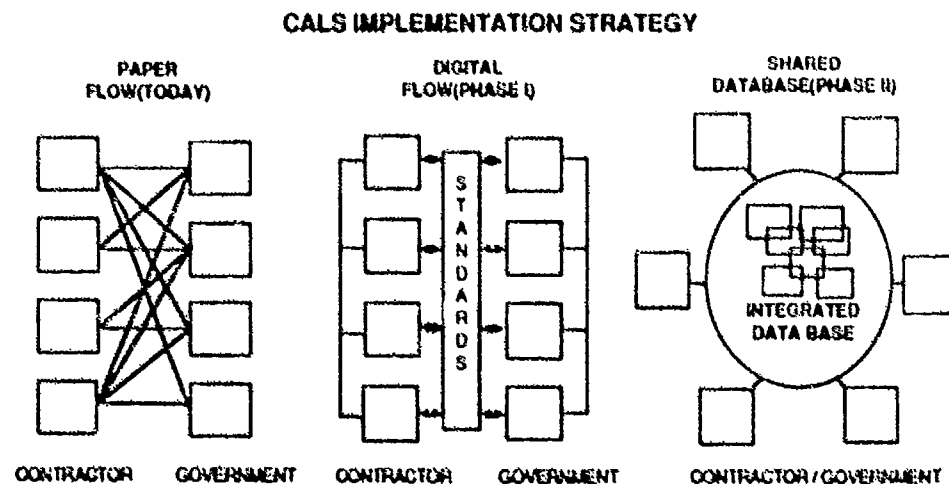 CALS IMPLEMENTATION STRATEGY
PAPER
FLOW(TODAY)
DIGITAL
FLOW(PHASE I)
SHARED
DATABASE(PHASE II)
STANDARDS
INTEGRATED
DATA BASE
CONTRACTOR
GOVERNMENT
CONTRACTOR
GOVERNMENT
CONTRACTOR / GOVERNMENT